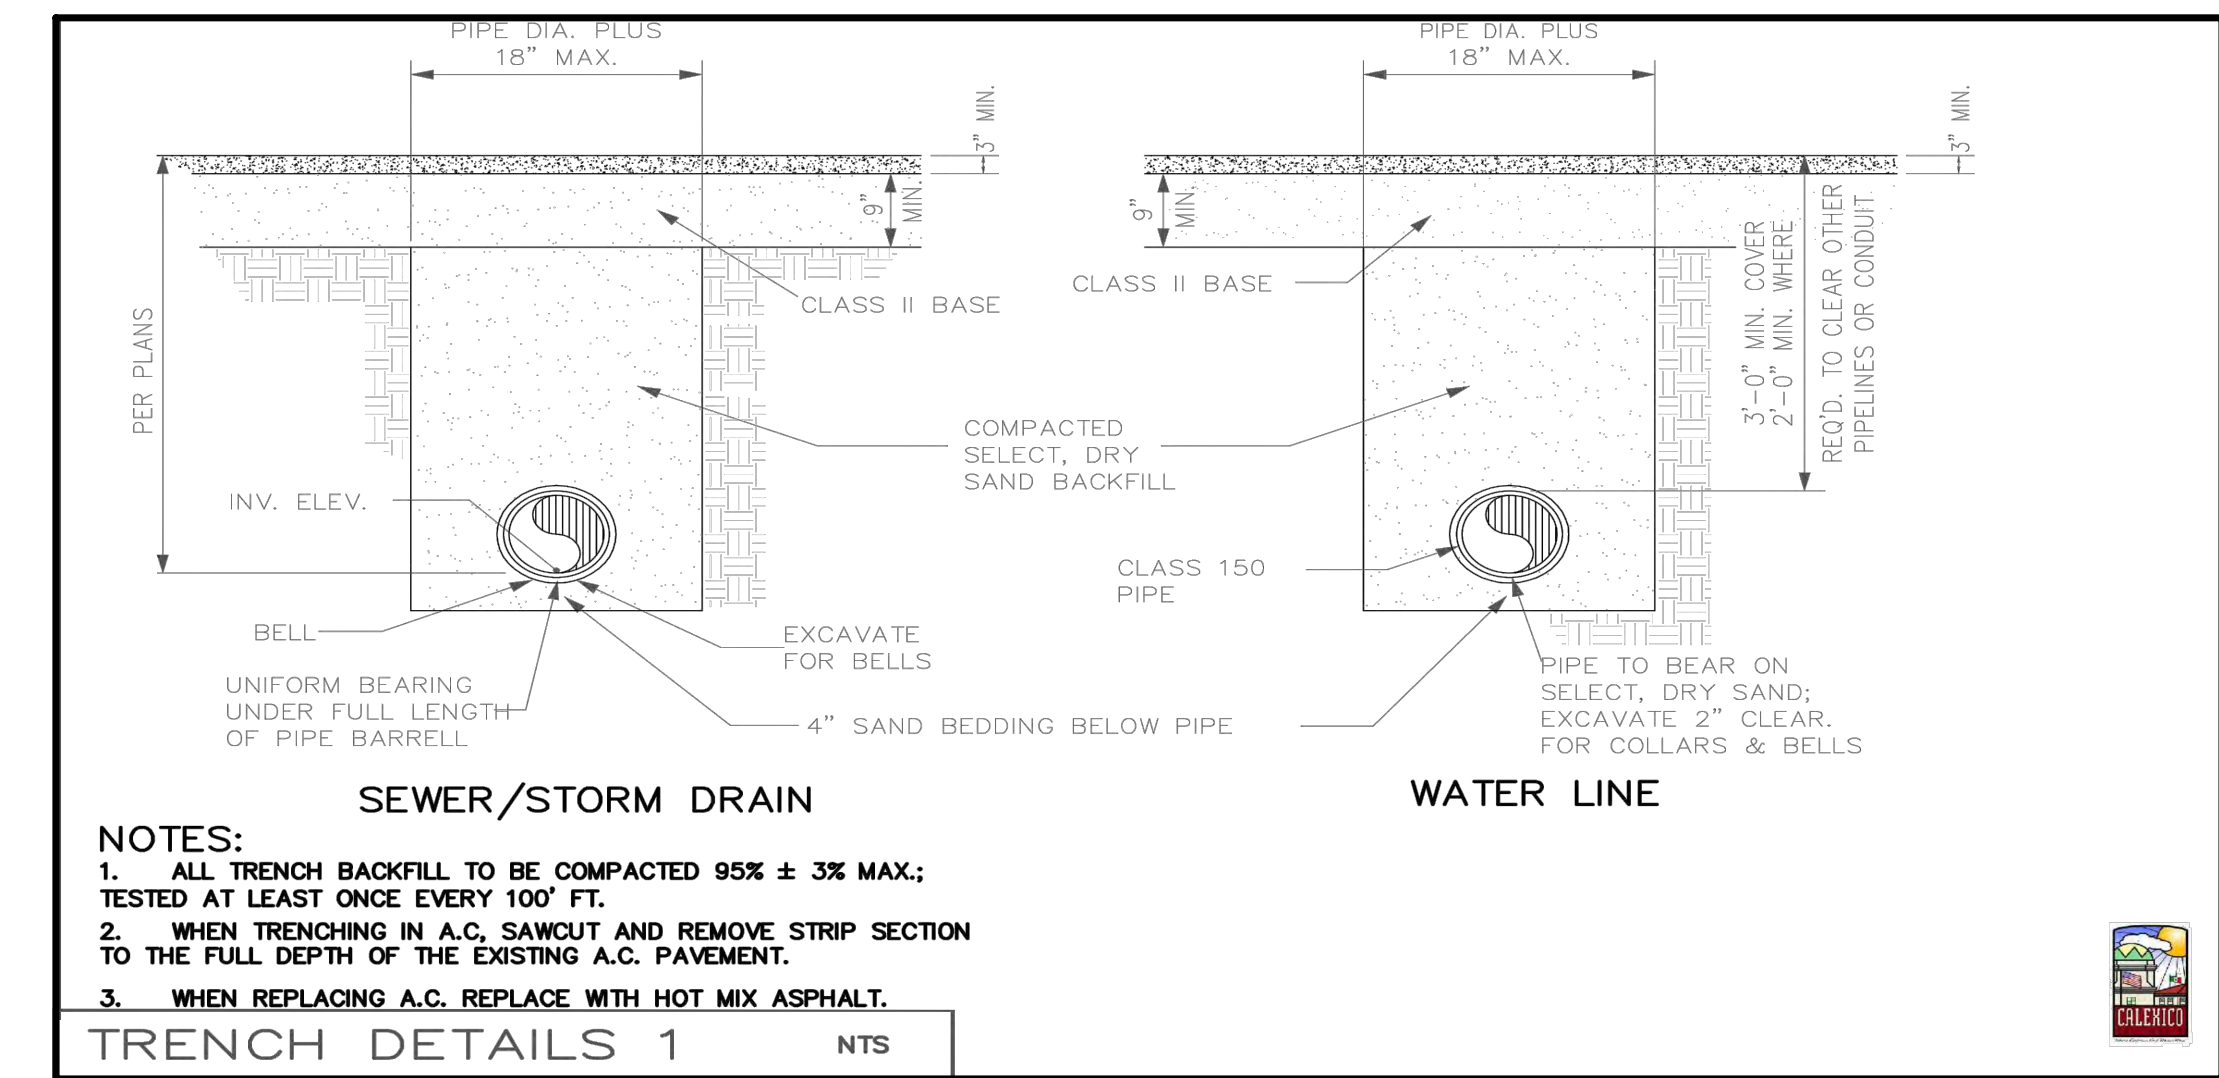 PIPE DIA. PLUS
18" MAX.
3" MIN.
9"
MIN.
CLASS II BASE
PER PLANS
COMPACTED
SELECT, DRY
SAND BACKFILL
INV. ELEV.
BELL
EXCAVATE
FOR BELLS
UNIFORM BEARING
UNDER FULL LENGTH
OF PIPE BARRELL
4" SAND BEDDING BELOW PIPE
SEWER/STORM DRAIN
PIPE DIA. PLUS
18" MAX.
3" MIN.
9"
MIN.
CLASS II BASE
3'-0" MIN. COVER
2'-0" MIN. WHERE
REQ'D. TO CLEAR OTHER
PIPELINES OR CONDUIT
CLASS 150
PIPE
PIPE TO BEAR ON
SELECT, DRY SAND;
EXCAVATE 2" CLEAR.
FOR COLLARS & BELLS
WATER LINE
NOTES:
1. ALL TRENCH BACKFILL TO BE COMPACTED 95% ± 3% MAX.;
TESTED AT LEAST ONCE EVERY 100' FT.
2. WHEN TRENCHING IN A.C, SAWCUT AND REMOVE STRIP SECTION
TO THE FULL DEPTH OF THE EXISTING A.C. PAVEMENT.
3. WHEN REPLACING A.C. REPLACE WITH HOT MIX ASPHALT.
TRENCH DETAILS 1
NTS
CALEXICO